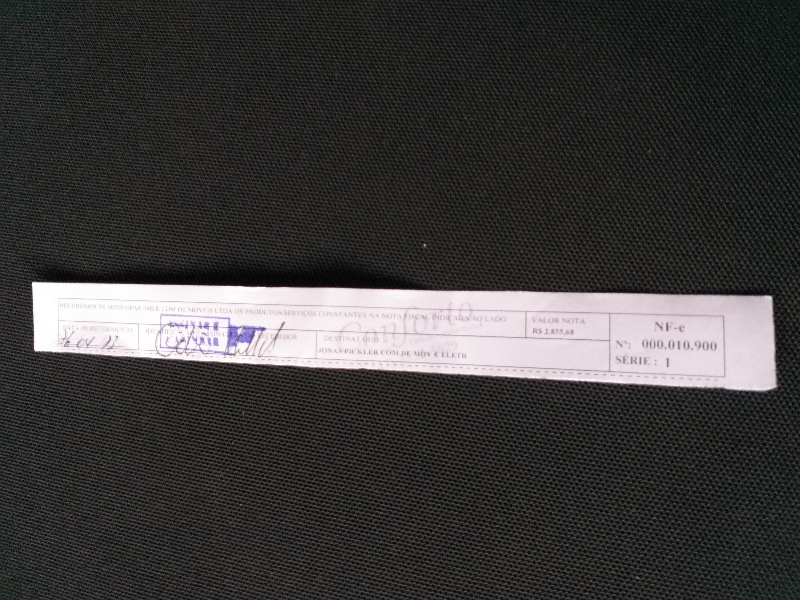 RECEBEMOS DE MOVEIS COM DE MOVEIS LTDA OS PRODUTOS/SERVIÇOS CONSTANTES NA NOTA FISCAL INDICADA AO LADO
VALOR NOTA
R$ 2.855,68
NF-e
Nº: 000.010.900
SÉRIE : 1
DATA DE RECEBIMENTO
DESTINATÁRIO
JONAS PICKLER COM DE MOV E ELETR
Conforto